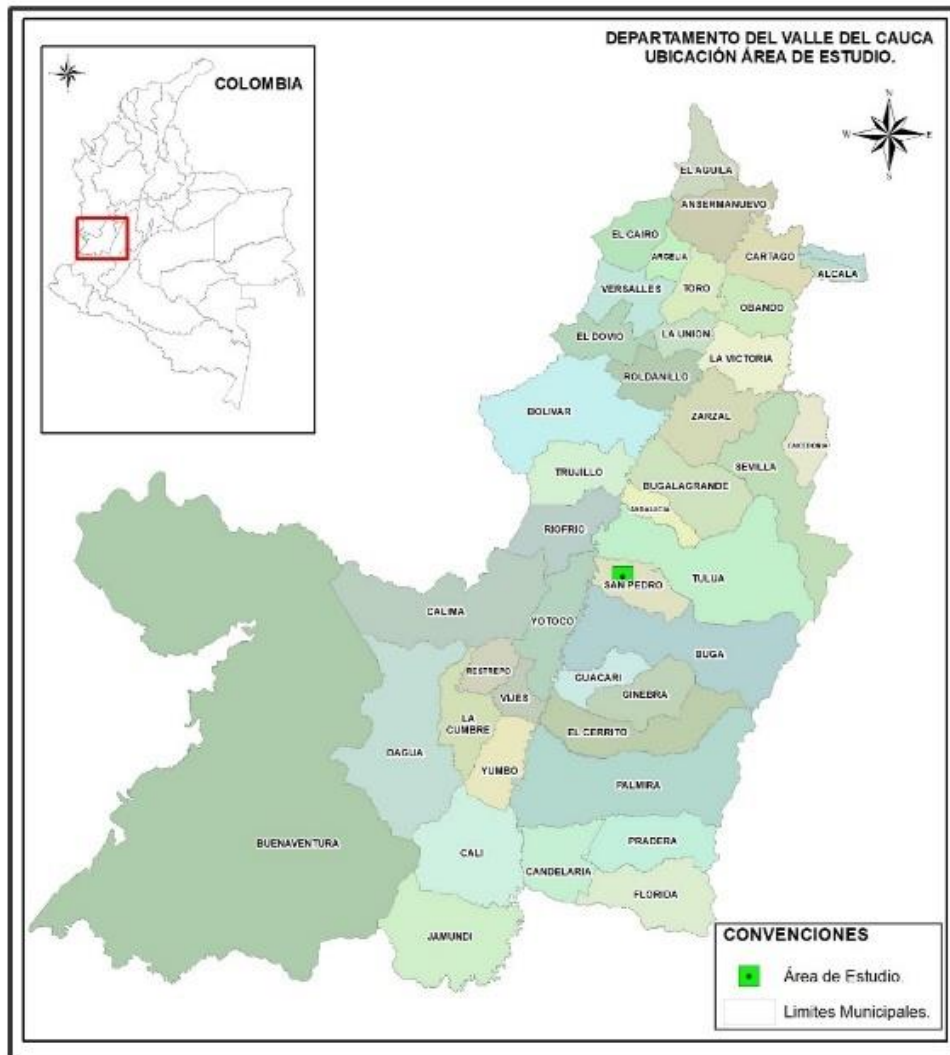 DEPARTAMENTO DEL VALLE DEL CAUCA
UBICACIÓN ÁREA DE ESTUDIO.
COLOMBIA
N
W
E
S
EL AGUILA
ANSERMANUEVO
EL CAIRO
ARGELIA
CARTAGO
ALCALA
VERSALLES
TORO
OBANDO
EL DOVIO
LA UNION
LA VICTORIA
ROLDANILLO
BOLIVAR
ZARZAL
CAICEDONIA
SEVILLA
TRUJILLO
BUGALAGRANDE
ANDALUCIA
RIOFRIO
TULUA
SAN PEDRO
CALIMA
YOTOCO
BUGA
RESTREPO
GUACARI
GINEBRA
VIJES
LA
CUMBRE
EL CERRITO
DAGUA
YUMBO
PALMIRA
BUENAVENTURA
CALI
PRADERA
CANDELARIA
FLORIDA
JAMUNDI
CONVENCIONES
Área de Estudio.
Limites Municipales.